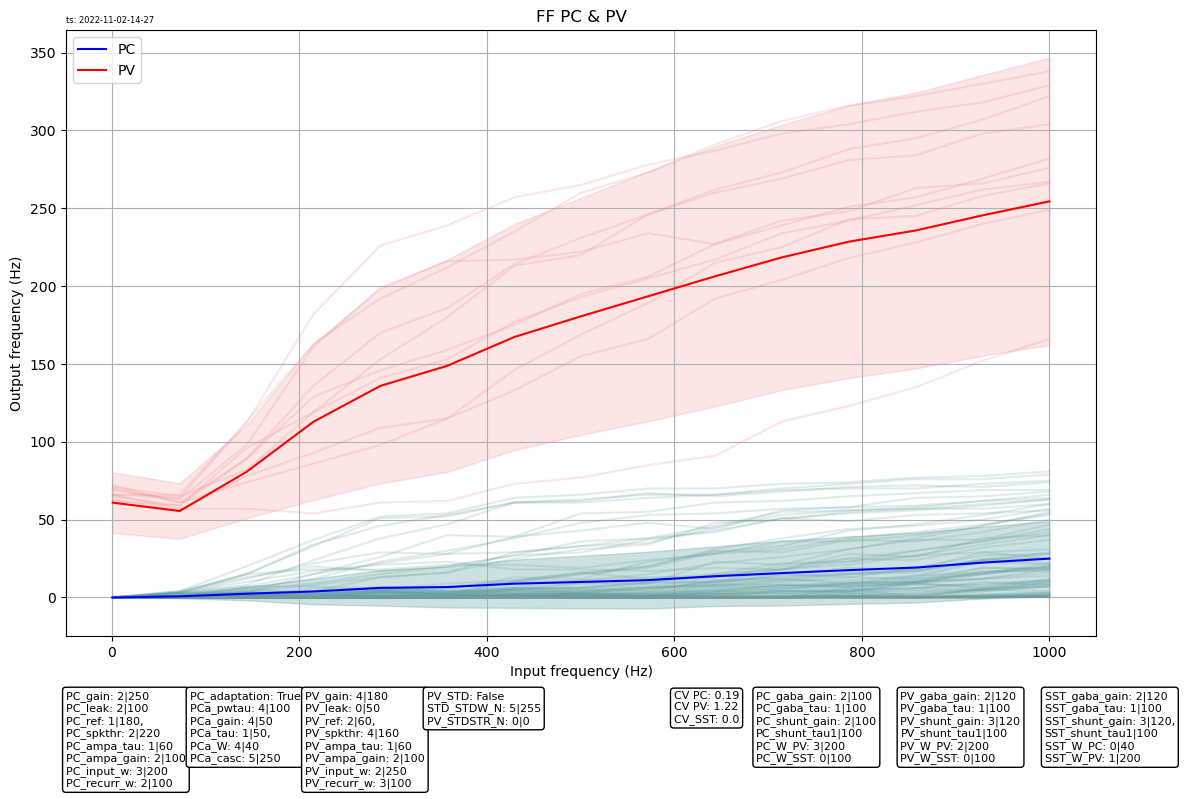 ts: 2022-11-02-14-27
FF PC & PV
PC
PV
350
300
250
200
150
100
50
0
Output frequency (Hz)
0 200 400 600 800 1000
Input frequency (Hz)
PC_gain: 2|250
PC_leak: 2|100
PC_ref: 1|180,
PC_spkthr: 2|220
PC_ampa_tau: 1|60
PC_ampa_gain: 2|100
PC_input_w: 3|200
PC_recurr_w: 2|100
PC_adaptation: True
PCa_pwtau: 4|100
PCa_gain: 4|50
PCa_tau: 1|50,
PCa_W: 4|40
PCa_casc: 5|250
PV_gain: 4|180
PV_leak: 0|50
PV_ref: 2|60,
PV_spkthr: 4|160
PV_ampa_tau: 1|60
PV_ampa_gain: 2|100
PV_input_w: 2|250
PV_recurr_w: 3|100
PV_STD: False
STD_STDW_N: 5|255
PV_STDSTR_N: 0|0
CV PC: 0.19
CV PV: 1.22
CV_SST: 0.0
PC_gaba_gain: 2|100
PC_gaba_tau: 1|100
PC_shunt_gain: 2|100
PC_shunt_tau1|100
PC_W_PV: 3|200
PC_W_SST: 0|100
PV_gaba_gain: 2|120
PV_gaba_tau: 1|100
PV_shunt_gain: 3|120
PV_shunt_tau1|100
PV_W_PV: 2|200
PV_W_SST: 0|100
SST_gaba_gain: 2|120
SST_gaba_tau: 1|100
SST_shunt_gain: 3|120,
SST_shunt_tau1|100
SST_W_PC: 0|40
SST_W_PV: 1|200